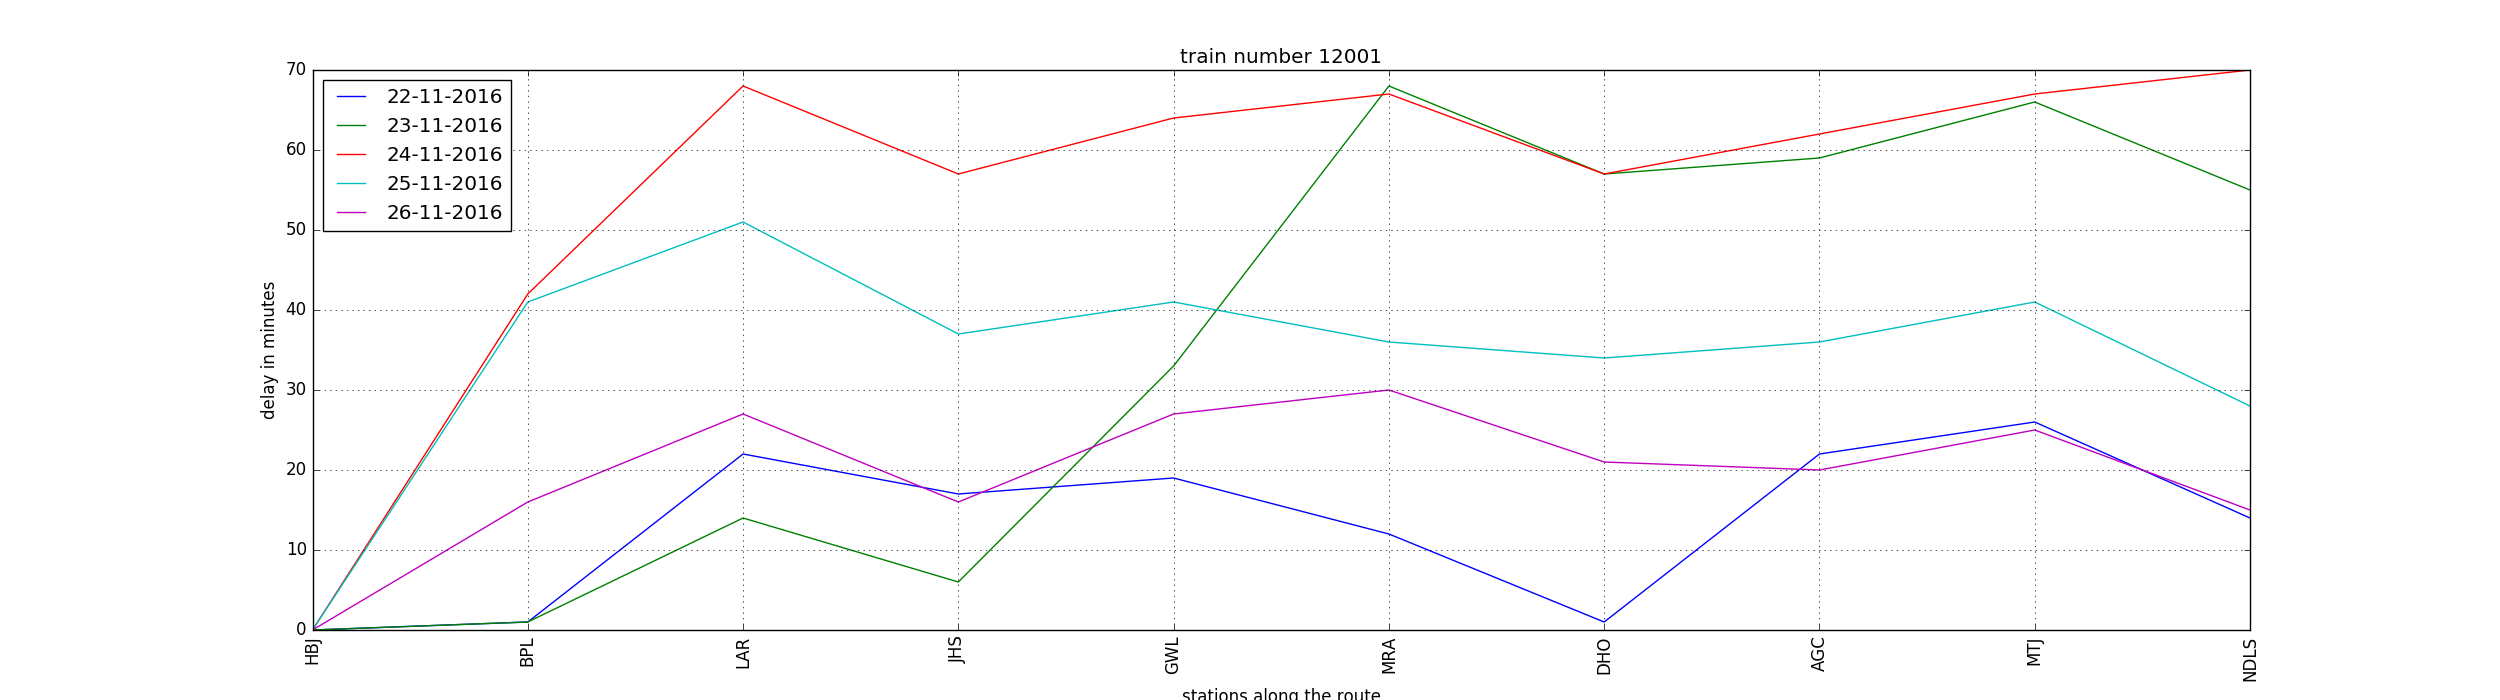 train number 12001
70
60
50
40
30
20
10
0
22-11-2016
23-11-2016
24-11-2016
25-11-2016
26-11-2016
delay in minutes
HBJ
BPL
LAR
JHS
GWL
MRA
DHO
AGC
MTJ
NDLS
stations along the route